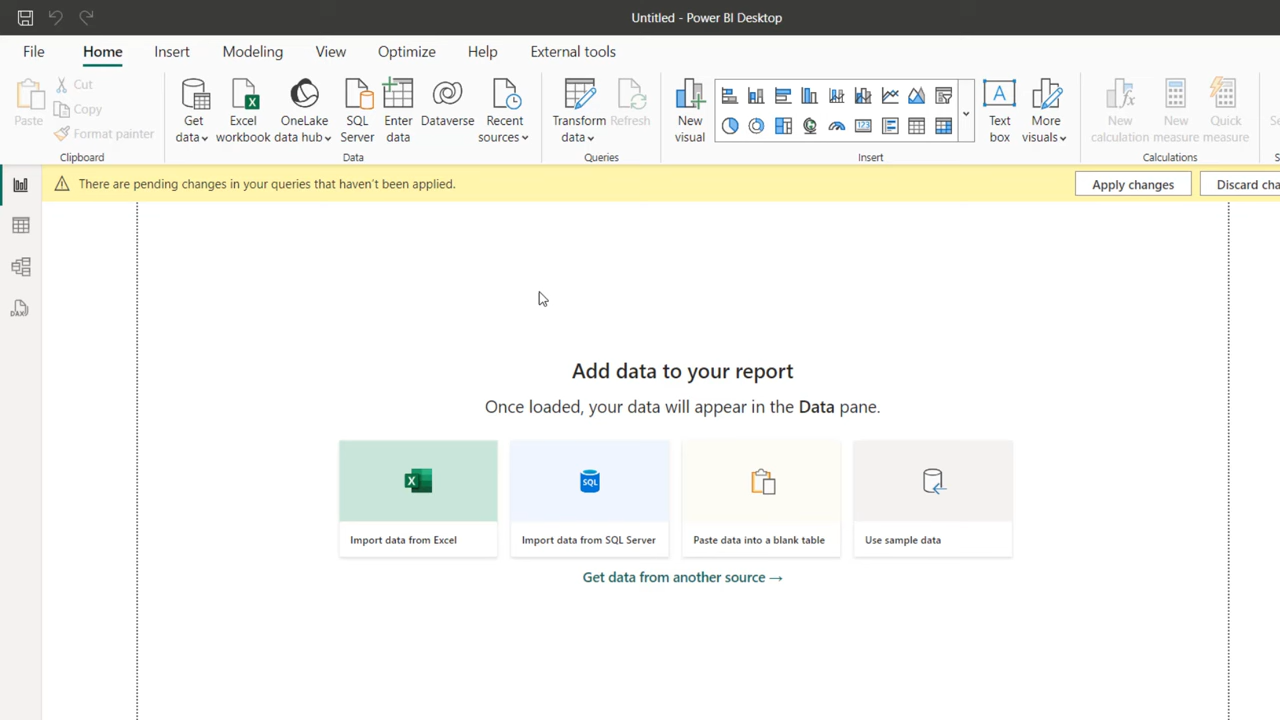 Untitled - Power BI Desktop
File Home Insert Modeling View Optimize Help External tools
Paste
Cut
Copy
Format painter
Clipboard
Get data
Excel workbook
OneLake data hub
SQL Server
Enter data
Dataverse
Recent sources
Data
Transform data
Refresh
Queries
New visual
123
A
Text box
More visuals
Insert
New calculation
New measure
Quick measure
Calculations
There are pending changes in your queries that haven't been applied.
Apply changes
Discard cha
DAX
Add data to your report
Once loaded, your data will appear in the Data pane.
X
SQL
Import data from Excel
Import data from SQL Server
Paste data into a blank table
Use sample data
Get data from another source →